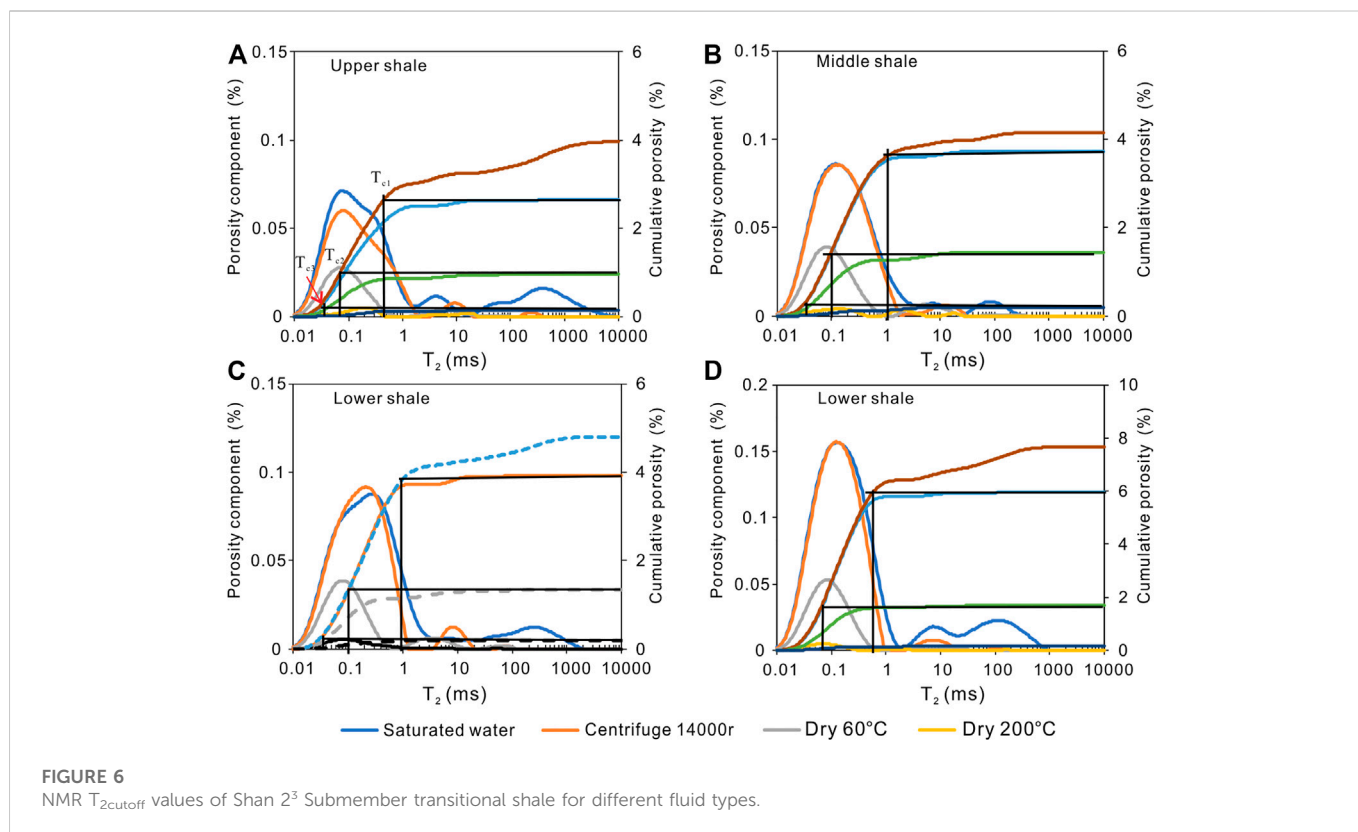 A
Upper shale
Porosity component (%)
0.15
0.1
0.05
0
Cumulative porosity (%)
6
4
2
0
Tc1
Tc2
Tc3
0.01 0.1 1 10 100 1000 10000
T2 (ms)
B
Middle shale
Porosity component (%)
0.15
0.1
0.05
0
Cumulative porosity (%)
6
4
2
0
0.01 0.1 1 10 100 1000 10000
T2 (ms)
C
Lower shale
Porosity component (%)
0.15
0.1
0.05
0
Cumulative porosity (%)
6
4
2
0
0.01 0.1 1 10 100 1000 10000
T2 (ms)
D
Lower shale
Porosity component (%)
0.2
0.15
0.1
0.05
0
Cumulative porosity (%)
10
8
6
4
2
0
0.01 0.1 1 10 100 1000 10000
T2 (ms)
Saturated water Centrifuge 14000r Dry 60°C Dry 200°C
FIGURE 6
NMR T2cutoff values of Shan 2³ Submember transitional shale for different fluid types.